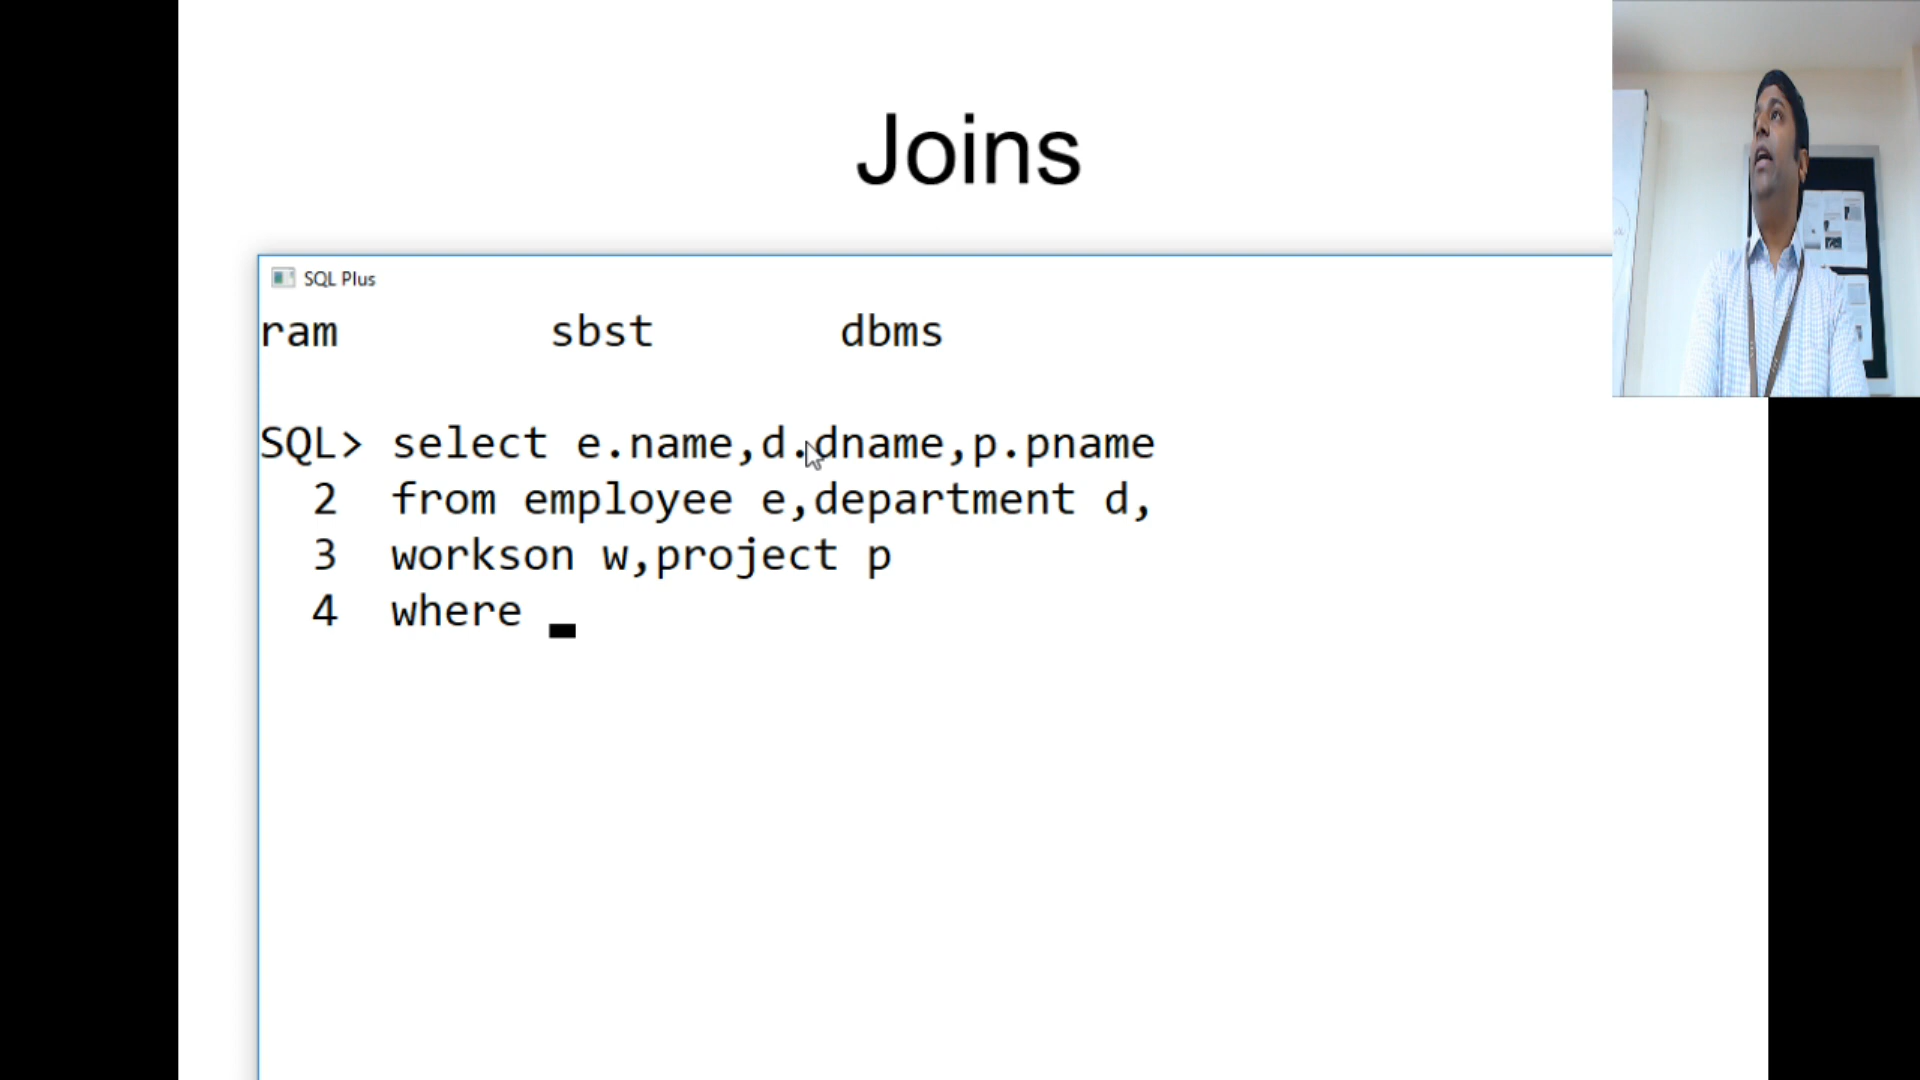 Joins
SQL Plus
ram sbst dbms
SQL> select e.name,d.dname,p.pname
2 from employee e,department d,
3 workson w,project p
4 where